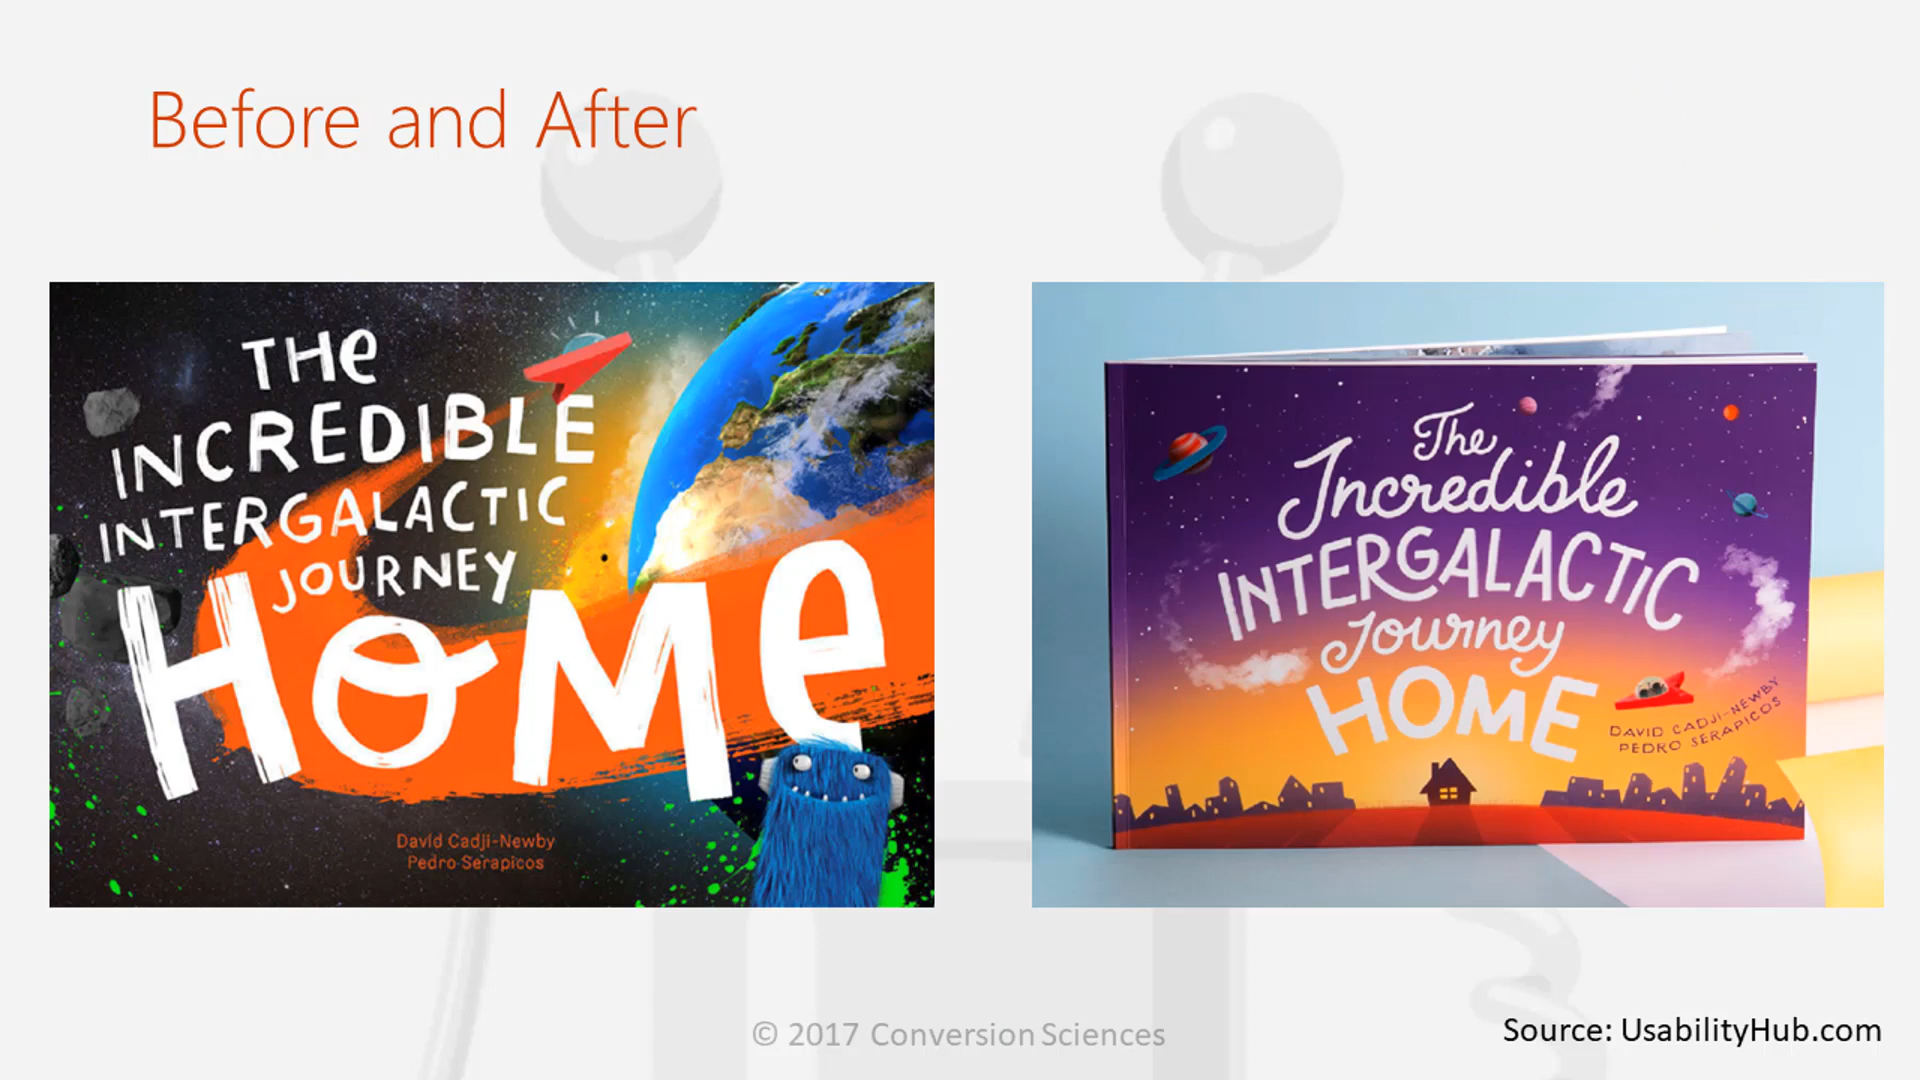 Before and After
THe
INCREDIBLE
INTERGALACTIC
JOURNEY
HOMe
David Cadji-Newby
Pedro Serapicos
The
Incredible
INTERGALACTIC
Journey
HOME
DAVID CADJI-NEWBY
PEDRO SERAPICOS
© 2017 Conversion Sciences
Source: UsabilityHub.com